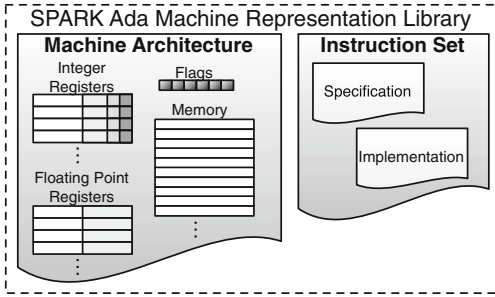 SPARK Ada Machine Representation Library
Machine Architecture
Integer
Registers
Flags
Memory
Floating Point
Registers
Instruction Set
Specification
Implementation